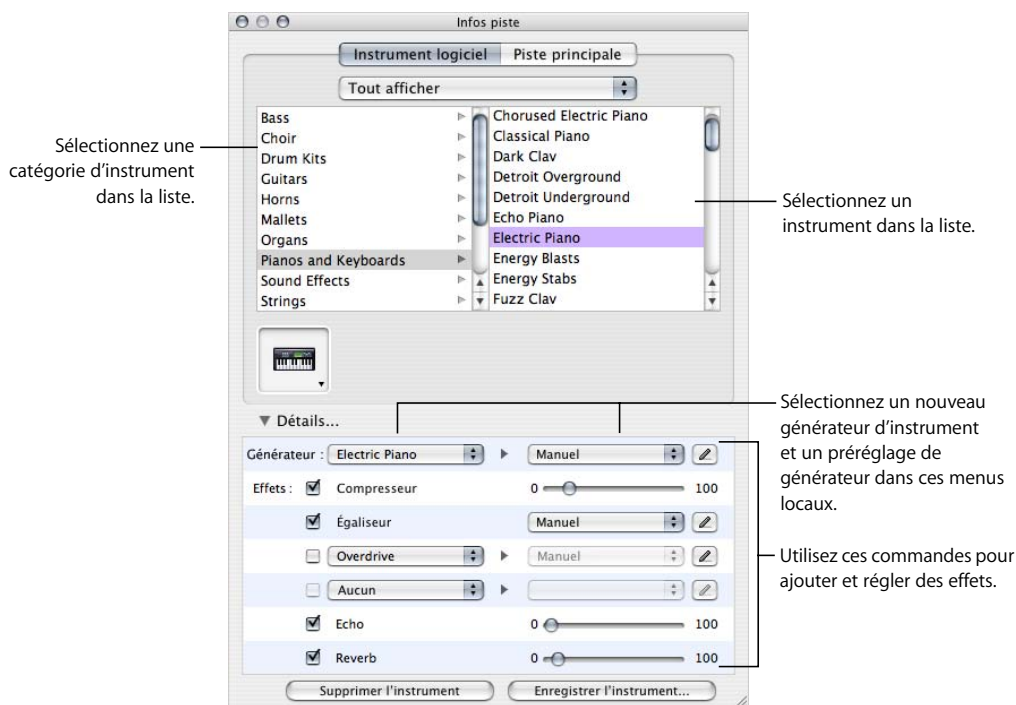 Infos piste
Instrument logiciel Piste principale
Tout afficher
Sélectionnez une
catégorie d'instrument
dans la liste.
Bass
Choir
Drum Kits
Guitars
Horns
Mallets
Organs
Pianos and Keyboards
Sound Effects
Strings
Chorused Electric Piano
Classical Piano
Dark Clav
Detroit Overground
Detroit Underground
Echo Piano
Electric Piano
Energy Blasts
Energy Stabs
Fuzz Clav
Sélectionnez un
instrument dans la liste.
Détails...
Générateur : Electric Piano Manuel
Effets : Compresseur 0 100
Égaliseur Manuel
Overdrive Manuel
Aucun
Echo 0 100
Reverb 0 100
Supprimer l'instrument Enregistrer l'instrument...
Sélectionnez un nouveau
générateur d'instrument
et un préréglage de
générateur dans ces menus
locaux.
Utilisez ces commandes pour
ajouter et régler des effets.